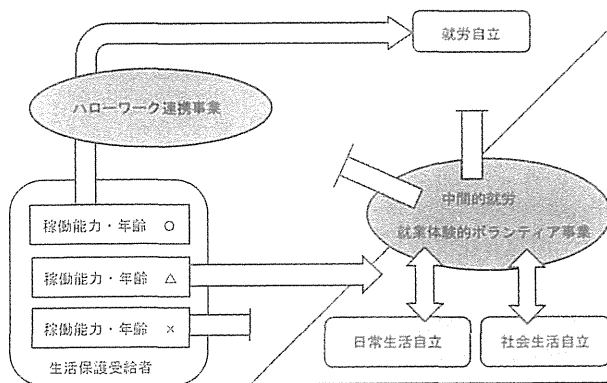 就労自立
ハローワーク連携事業
中間的就労
就業体験的ボランティア事業
稼働能力・年齢 ○
稼働能力・年齢 △
稼働能力・年齢 ×
生活保護受給者
日常生活自立
社会生活自立